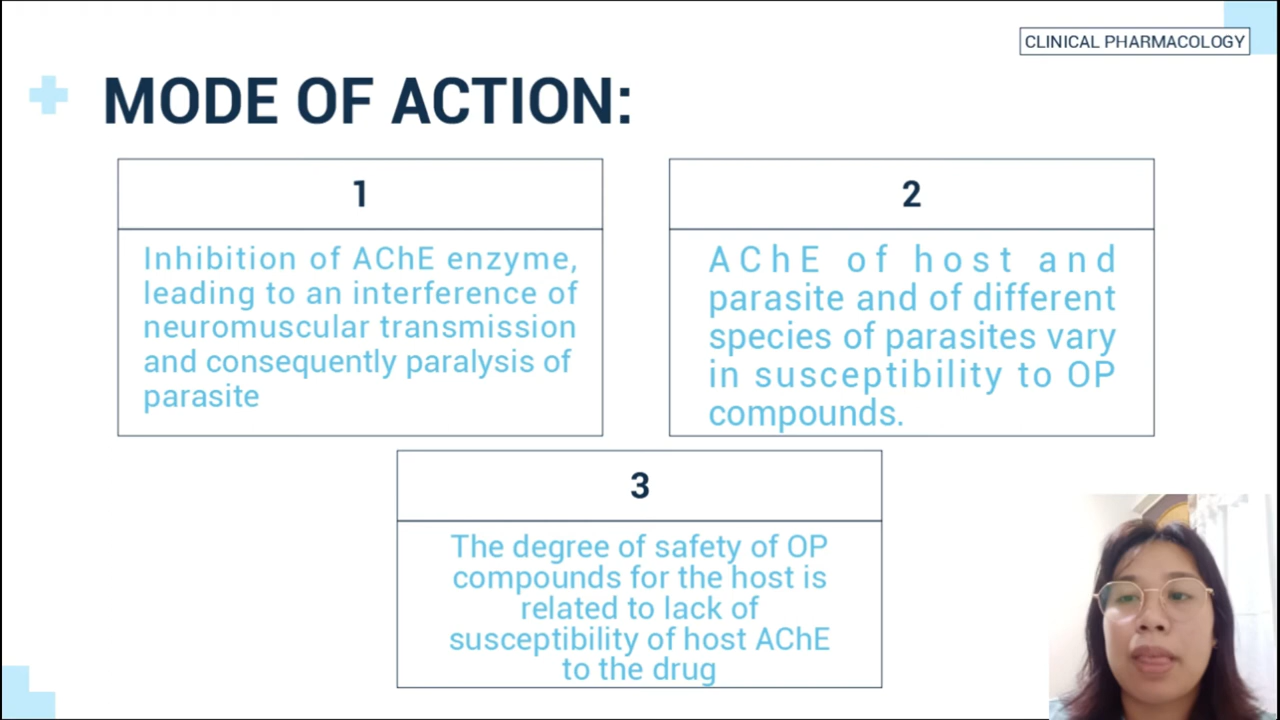 CLINICAL PHARMACOLOGY
MODE OF ACTION:
1
Inhibition of AChE enzyme,
leading to an interference of
neuromuscular transmission
and consequently paralysis of
parasite
2
AChE of host and
parasite and of different
species of parasites vary
in susceptibility to OP
compounds.
3
The degree of safety of OP
compounds for the host is
related to lack of
susceptibility of host AChE
to the drug